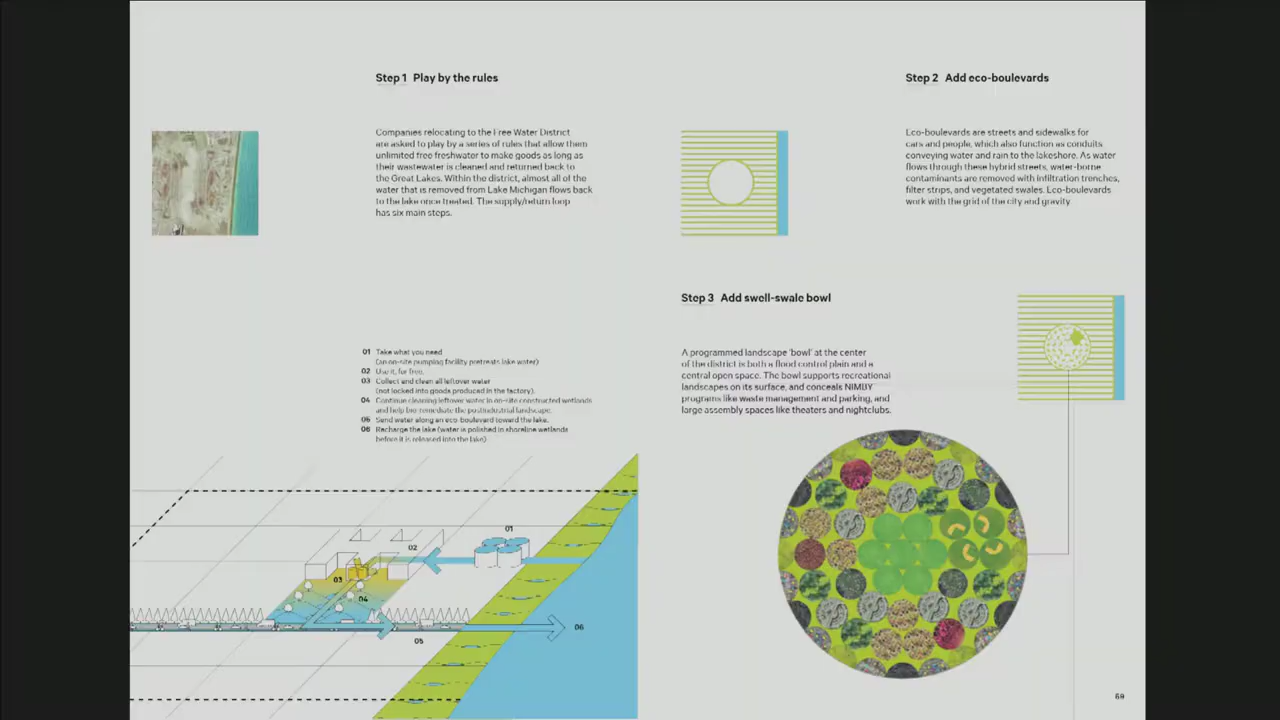 Step 1 Play by the rules
Companies relocating to the Free Water District
are asked to play by a series of rules that allow them
unlimited free freshwater to make goods as long as
their wastewater is cleaned and returned back to
the Great Lakes. Within the district, almost all of the
water that is removed from Lake Michigan flows back
to the lake once treated. The supply/return loop
has six main steps.
01 Take what you need
(an on-site pumping facility pretreats lake water)
02 Use it, for free.
03 Collect and clean all leftover water
(not locked into goods produced in the factory).
04 Continue cleaning leftover water in on-site constructed wetlands
and help bio-remediate the postindustrial landscape.
05 Send water along an eco-boulevard toward the lake.
06 Recharge the lake (water is polished in shoreline wetlands
before it is released into the lake)
01
02
03
04
05
06
Step 2 Add eco-boulevards
Eco-boulevards are streets and sidewalks for
cars and people, which also function as conduits
conveying water and rain to the lakeshore. As water
flows through these hybrid streets, water-borne
contaminants are removed with infiltration trenches,
filter strips, and vegetated swales. Eco-boulevards
work with the grid of the city and gravity
Step 3 Add swell-swale bowl
A programmed landscape 'bowl' at the center
of the district is both a flood control plain and a
central open space. The bowl supports recreational
landscapes on its surface, and conceals NIMBY
programs like waste management and parking, and
large assembly spaces like theaters and nightclubs.
69